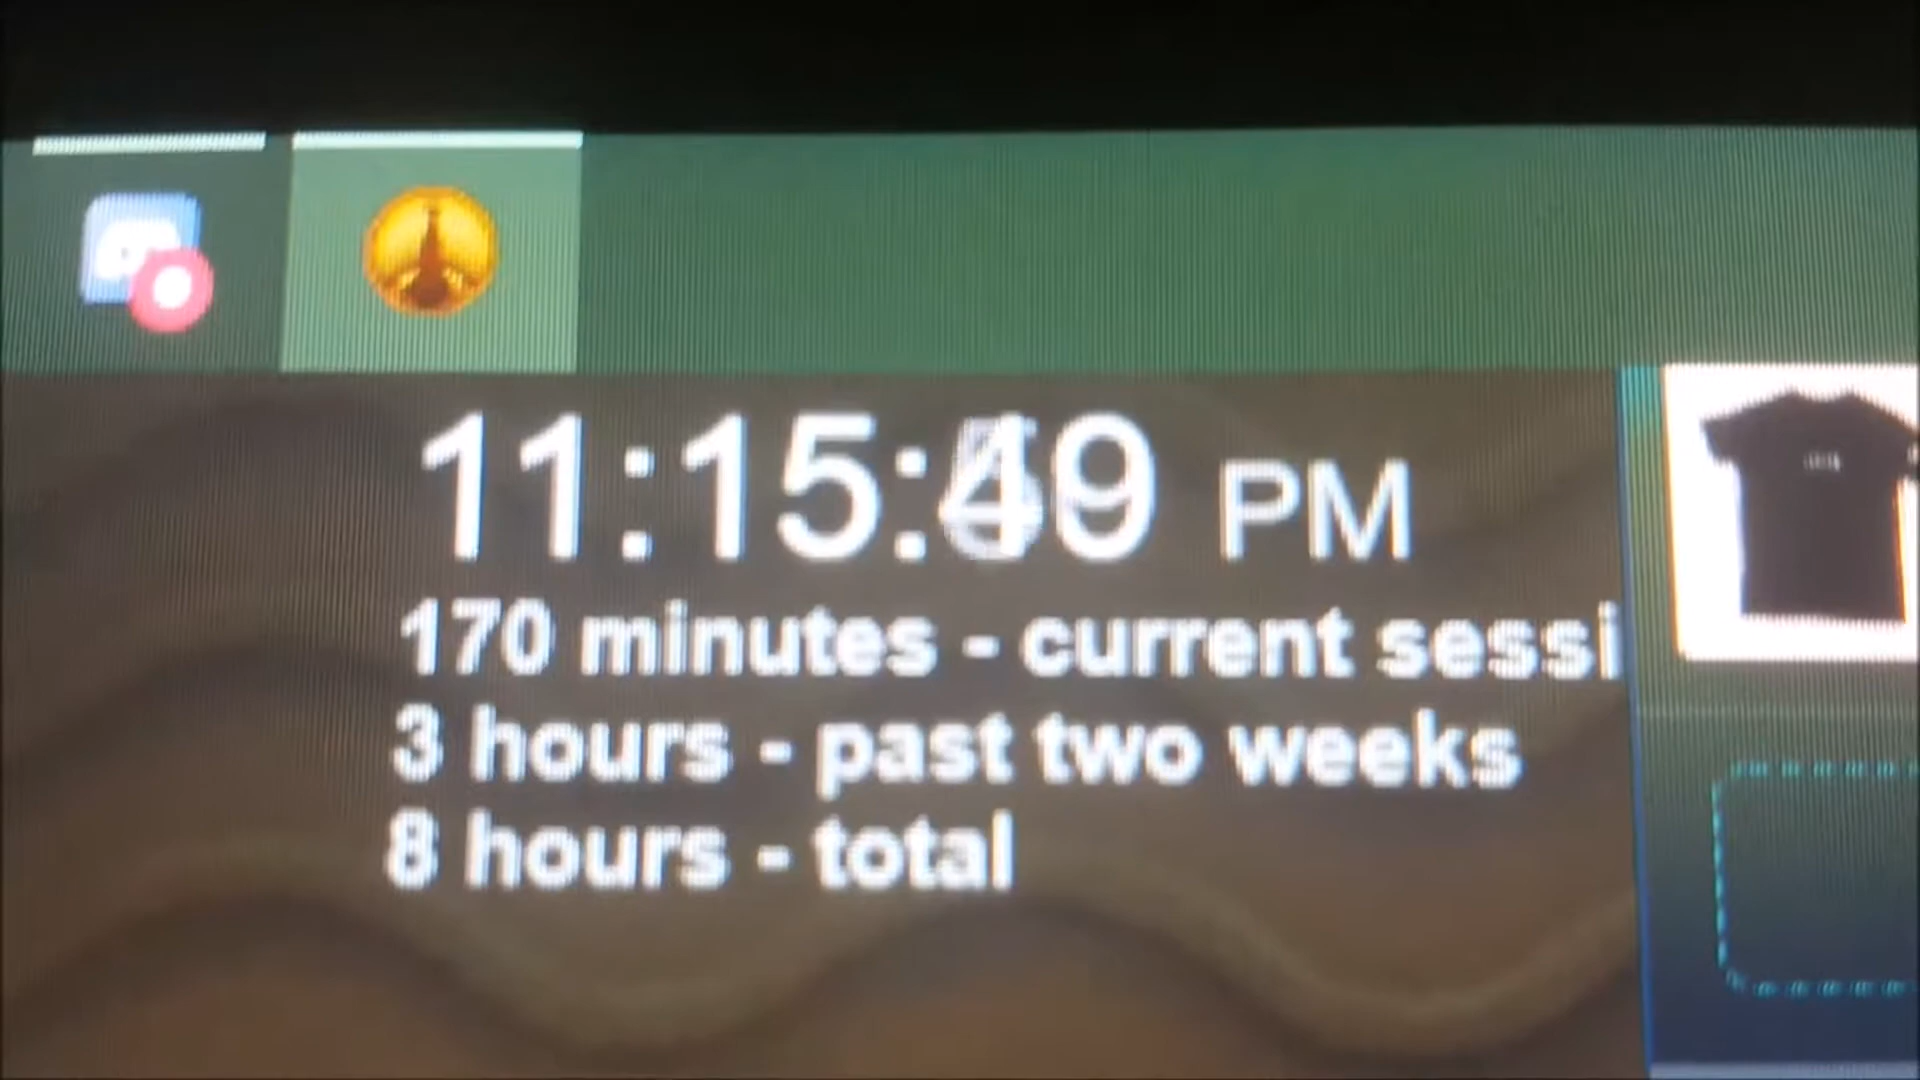 11:15:49 PM
170 minutes - current sessi
3 hours - past two weeks
8 hours - total